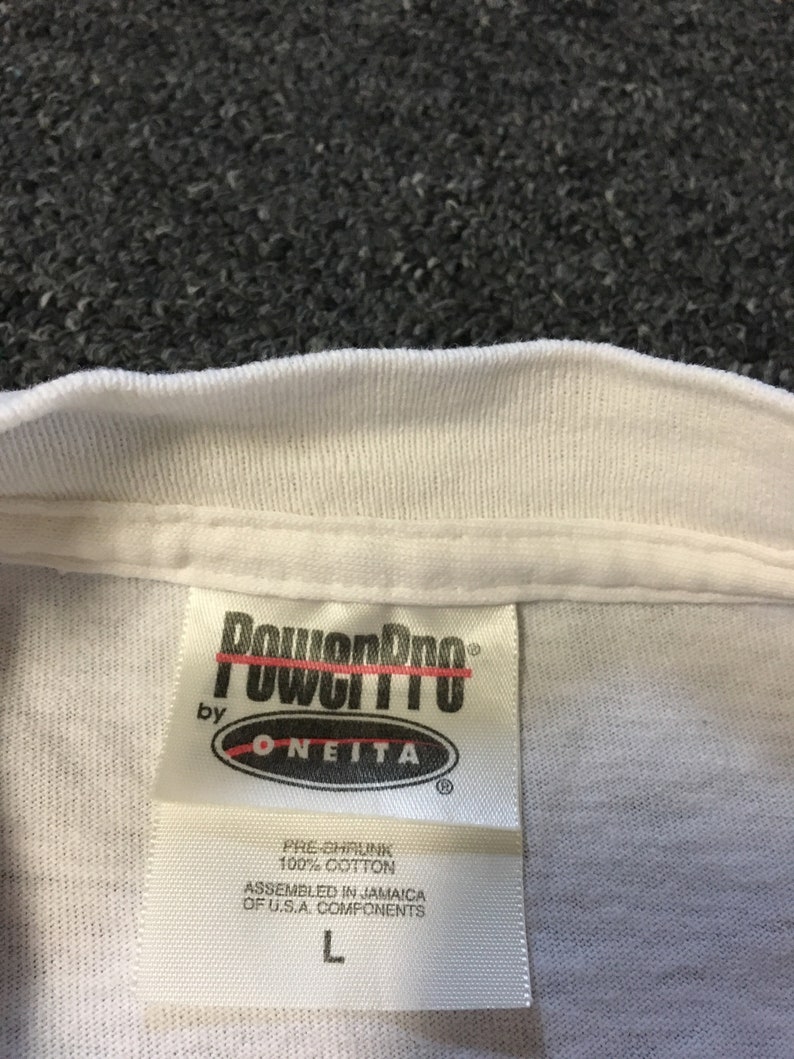 PowerPro®
by ONEITA®
PRE-SHRUNK
100% COTTON
ASSEMBLED IN JAMAICA
OF U.S.A. COMPONENTS
L